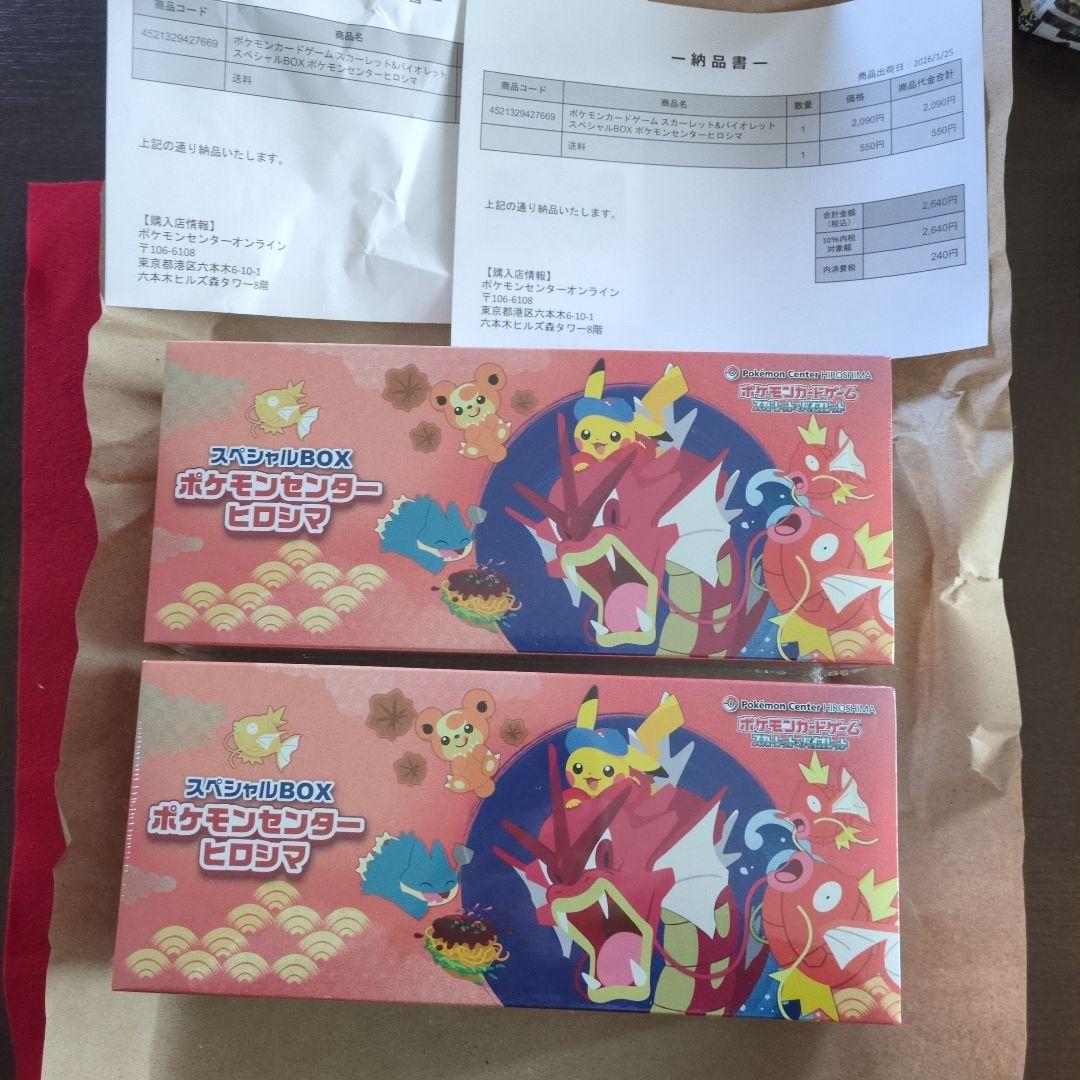 商品コード
商品名
4521329427669
ポケモンカードゲーム スカーレット&バイオレット
スペシャルBOX ポケモンセンターヒロシマ
送料
上記の通り納品いたします。
【購入店情報】
ポケモンセンターオンライン
〒106-6108
東京都港区六本木6-10-1
六本木ヒルズ森タワー8階
ー納品書ー
商品出荷日:2026/1/25
商品コード 商品名 数量 価格 商品代金合計
4521329427669 ポケモンカードゲーム スカーレット&バイオレット
スペシャルBOX ポケモンセンターヒロシマ 1 2,090円 2,090円
送料 1 550円 550円
上記の通り納品いたします。
合計金額
(税込) 2,640円
10%内税
対象額 2,640円
内消費税 240円
【購入店情報】
ポケモンセンターオンライン
〒106-6108
東京都港区六本木6-10-1
六本木ヒルズ森タワー8階
Pokémon Center HIROSHIMA
ポケモンカードゲーム
スカーレット&バイオレット
スペシャルBOX
ポケモンセンター
ヒロシマ
Pokémon Center HIROSHIMA
ポケモンカードゲーム
スカーレット&バイオレット
スペシャルBOX
ポケモンセンター
ヒロシマ